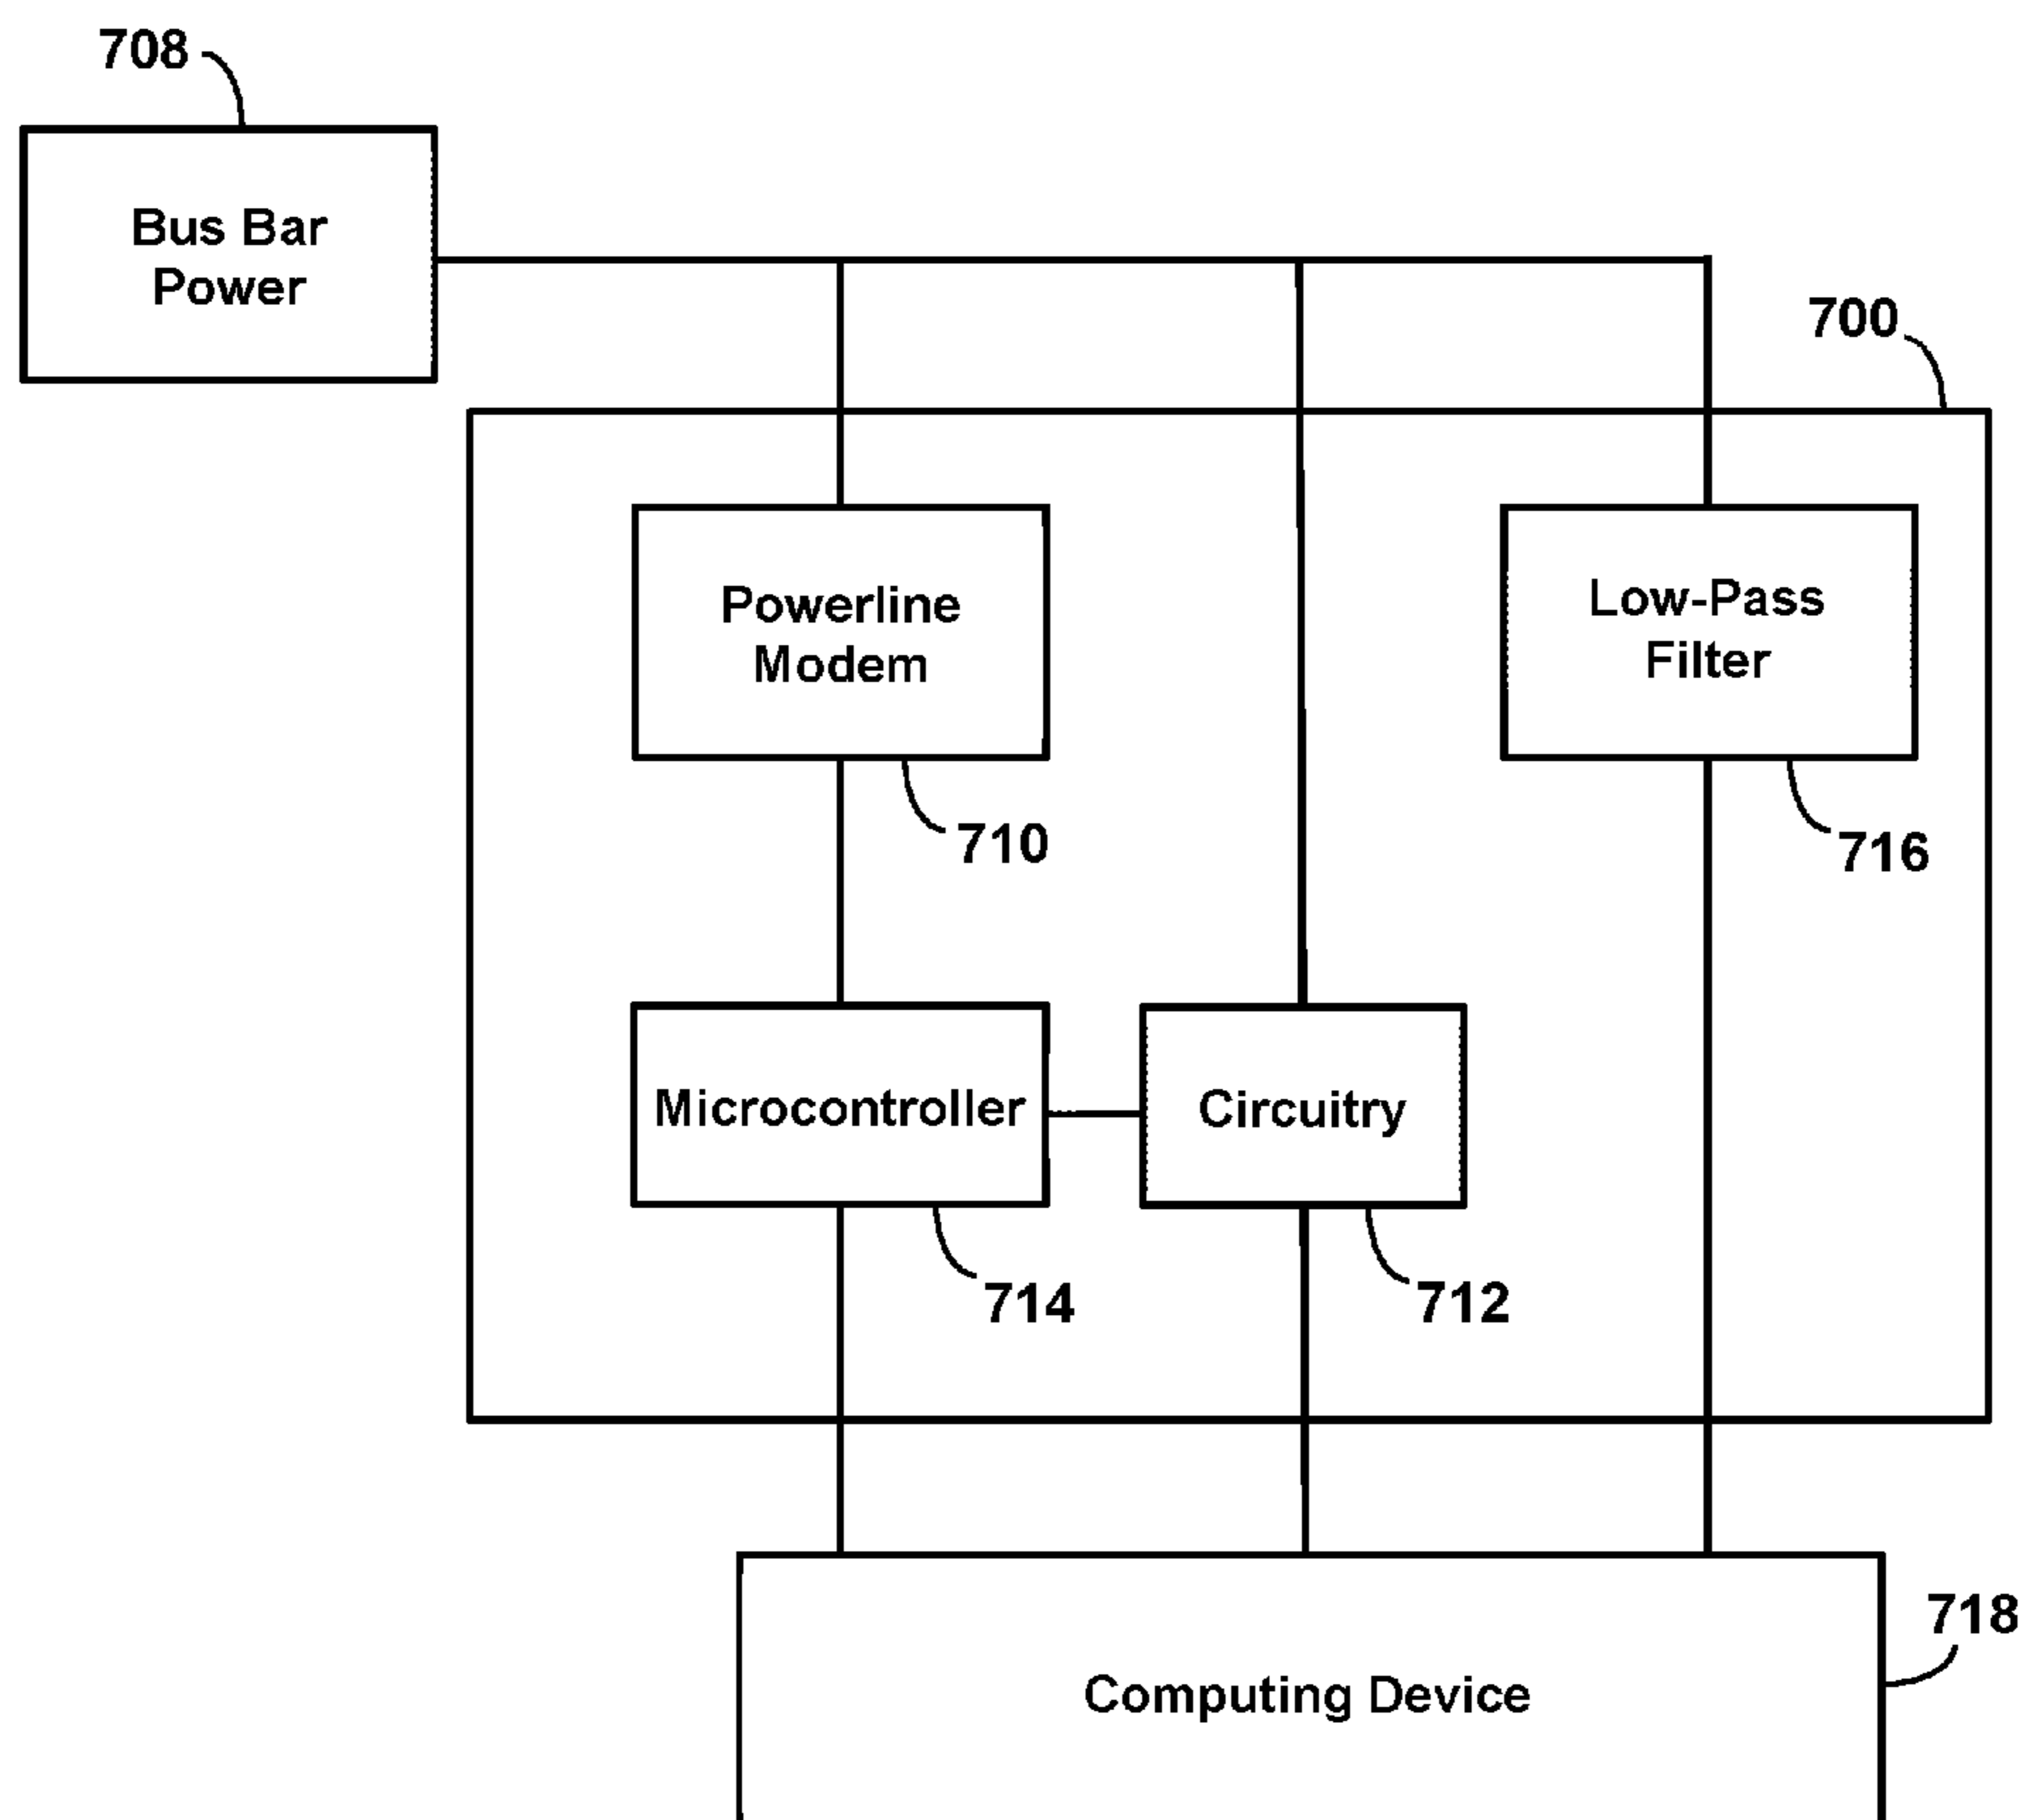 708
Bus Bar
Power
700
Powerline
Modem
710
Low-Pass
Filter
716
Microcontroller
714
Circuitry
712
718
Computing Device